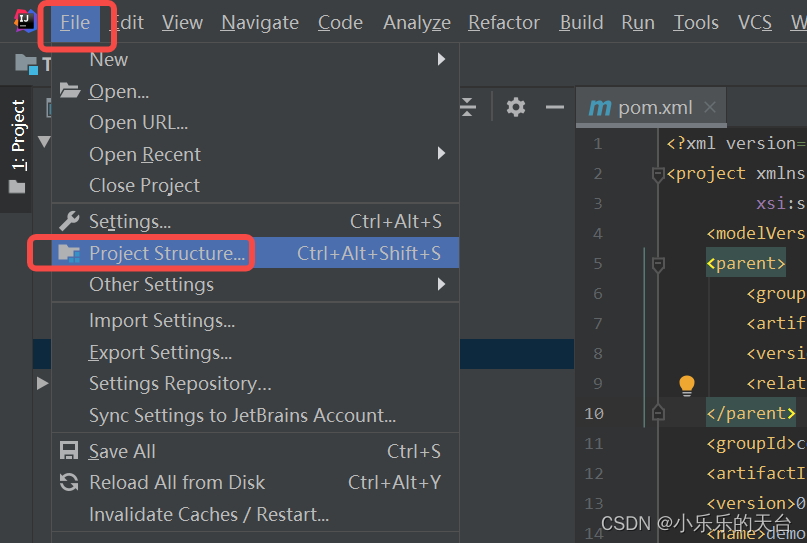 File Edit View Navigate Code Analyze Refactor Build Run Tools VCS W
T
1: Project
New
Open...
Open URL...
Open Recent
Close Project
Settings... Ctrl+Alt+S
Project Structure... Ctrl+Alt+Shift+S
Other Settings
Import Settings...
Export Settings...
Settings Repository...
Sync Settings to JetBrains Account...
Save All Ctrl+S
Reload All from Disk Ctrl+Alt+Y
Invalidate Caches / Restart...
m pom.xml
1 <?xml version=
2 <project xmlns
3 xsi:s
4 <modelVers
5 <parent>
6 <group
7 <artif
8 <versi
9 <relat
10 </parent>
11 <groupId>c
12 <artifactI
13 <version>0
14 <name>demo
CSDN @小乐乐的天台